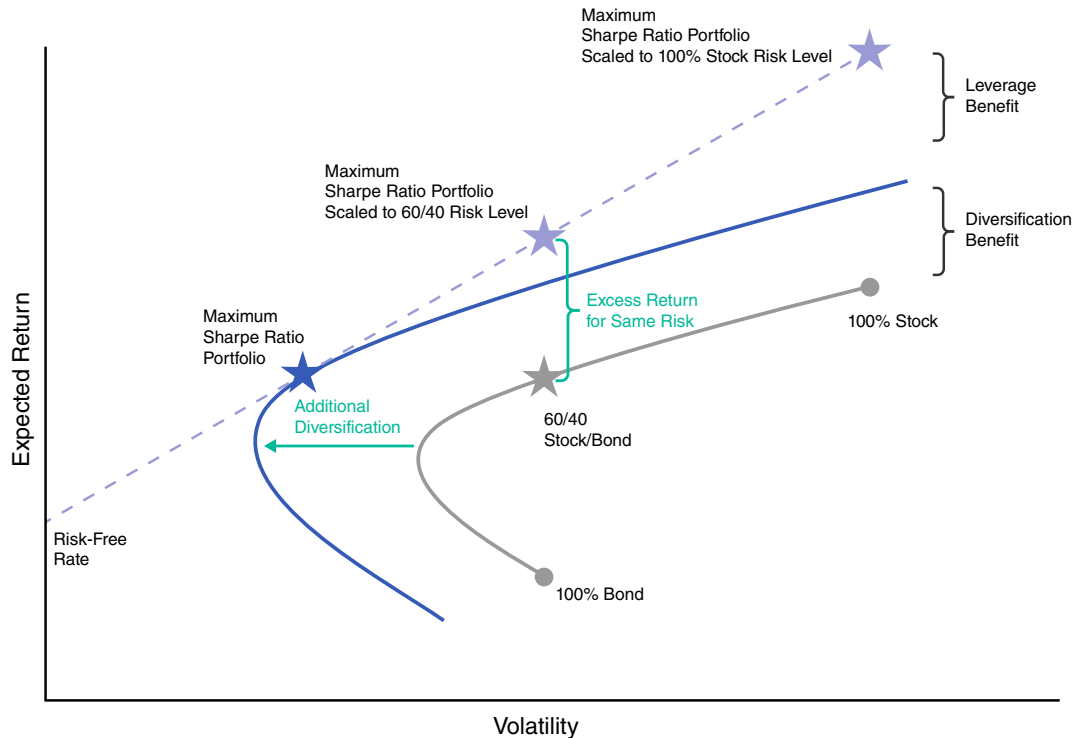 Maximum
Sharpe Ratio Portfolio
Scaled to 100% Stock Risk Level
Leverage
Benefit
Maximum
Sharpe Ratio Portfolio
Scaled to 60/40 Risk Level
Diversification
Benefit
Excess Return
for Same Risk
100% Stock
Maximum
Sharpe Ratio
Portfolio
Additional
Diversification
60/40
Stock/Bond
Expected Return
Risk-Free
Rate
100% Bond
Volatility